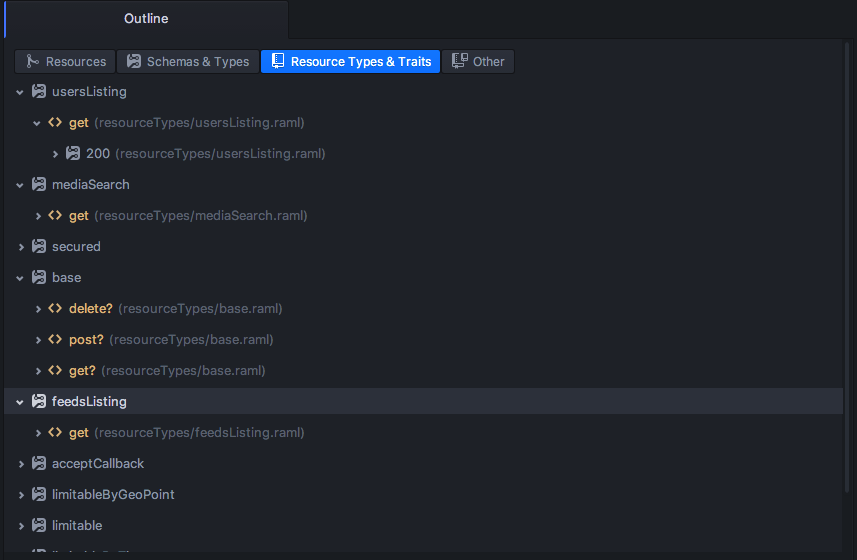 Outline
Resources Schemas & Types Resource Types & Traits Other
usersListing
get (resourceTypes/usersListing.raml)
200 (resourceTypes/usersListing.raml)
mediaSearch
get (resourceTypes/mediaSearch.raml)
secured
base
delete? (resourceTypes/base.raml)
post? (resourceTypes/base.raml)
get? (resourceTypes/base.raml)
feedsListing
get (resourceTypes/feedsListing.raml)
acceptCallback
limitableByGeoPoint
limitable